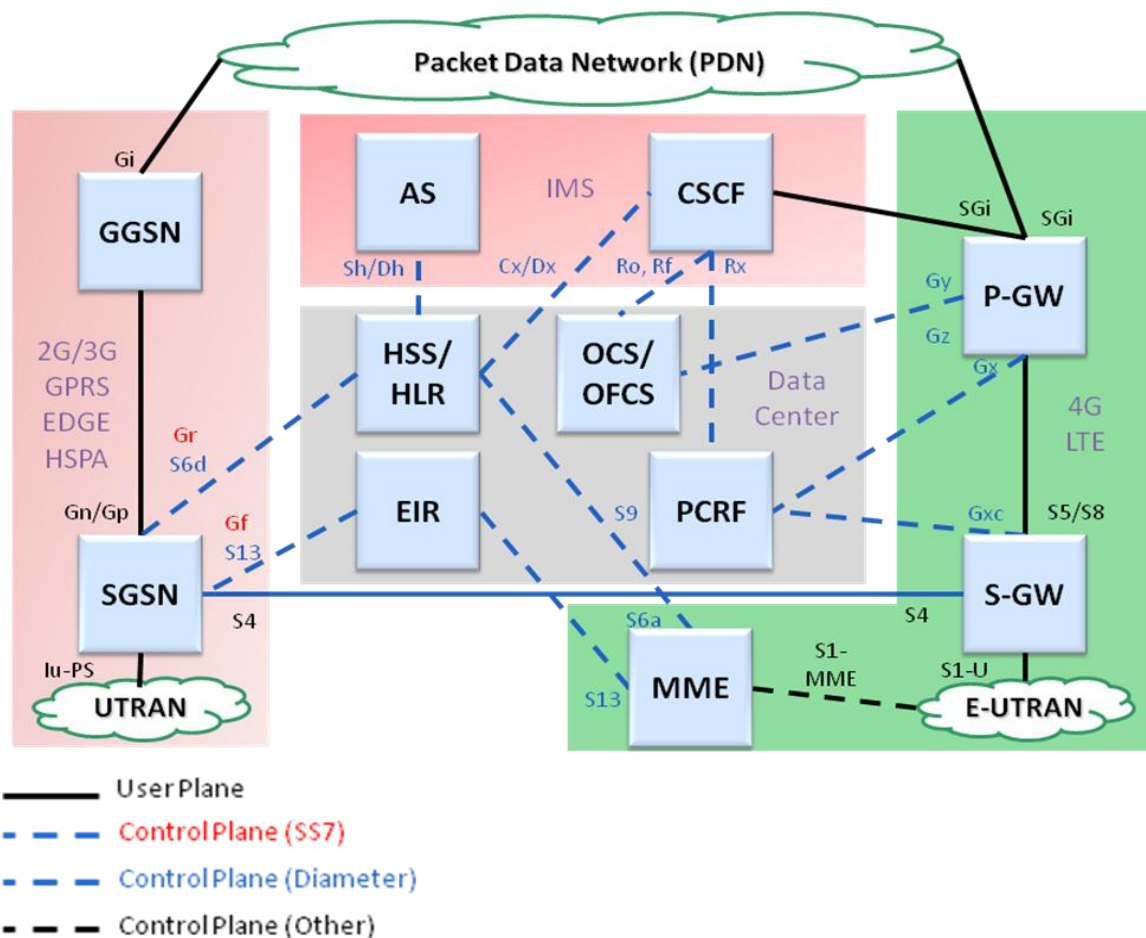 Packet Data Network (PDN)
Gi
GGSN
AS
IMS
CSCF
SGi
SGi
Sh/Dh
Cx/Dx
Ro, Rf
Rx
P-GW
Gy
Gz
Gx
2G/3G
GPRS
EDGE
HSPA
HSS/
HLR
OCS/
OFCS
Data
Center
4G
LTE
Gr
S6d
Gn/Gp
Gf
S13
EIR
S9
PCRF
Gxc
S5/S8
SGSN
S4
S4
S-GW
Iu-PS
UTRAN
S6a
S13
MME
S1-
MME
S1-U
E-UTRAN
User Plane
Control Plane (SS7)
Control Plane (Diameter)
Control Plane (Other)